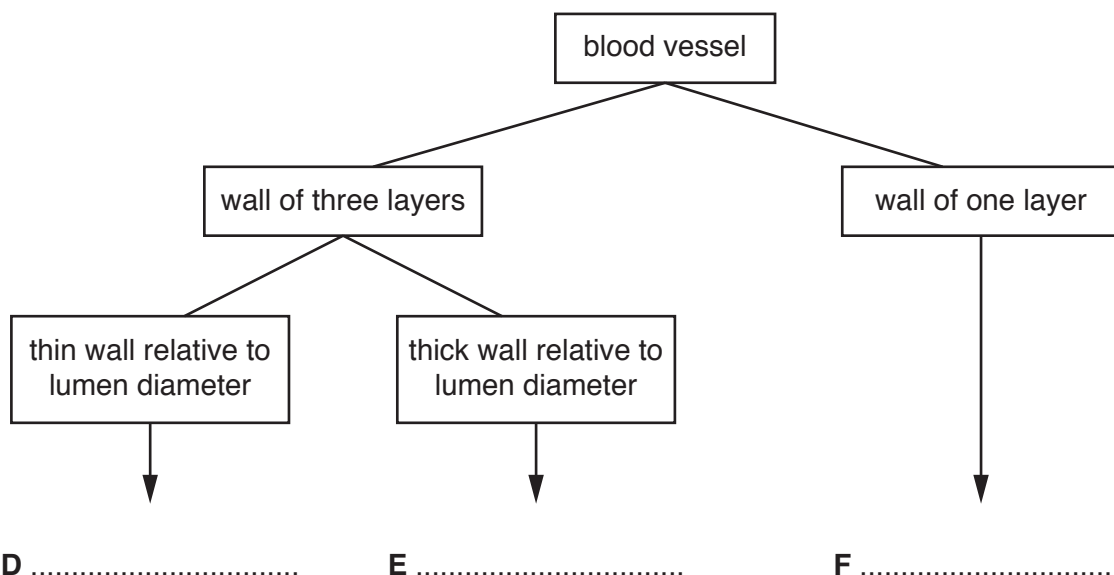 blood vessel
wall of three layers
wall of one layer
thin wall relative to
lumen diameter
thick wall relative to
lumen diameter
D ................................
E ................................
F ................................